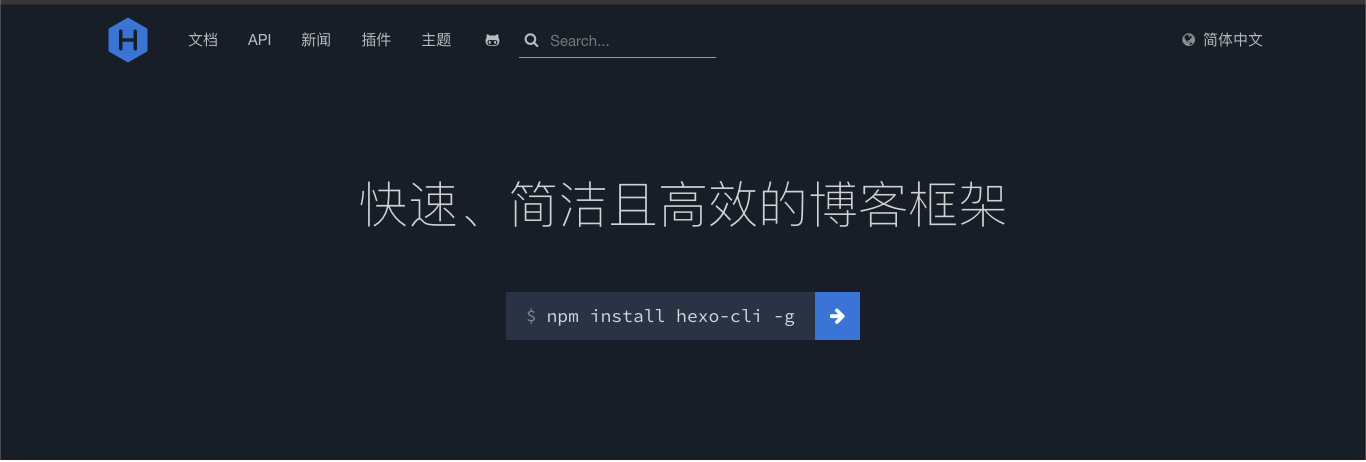 H 文档 API 新闻 插件 主题 Search... 简体中文
快速、简洁且高效的博客框架
$ npm install hexo-cli -g